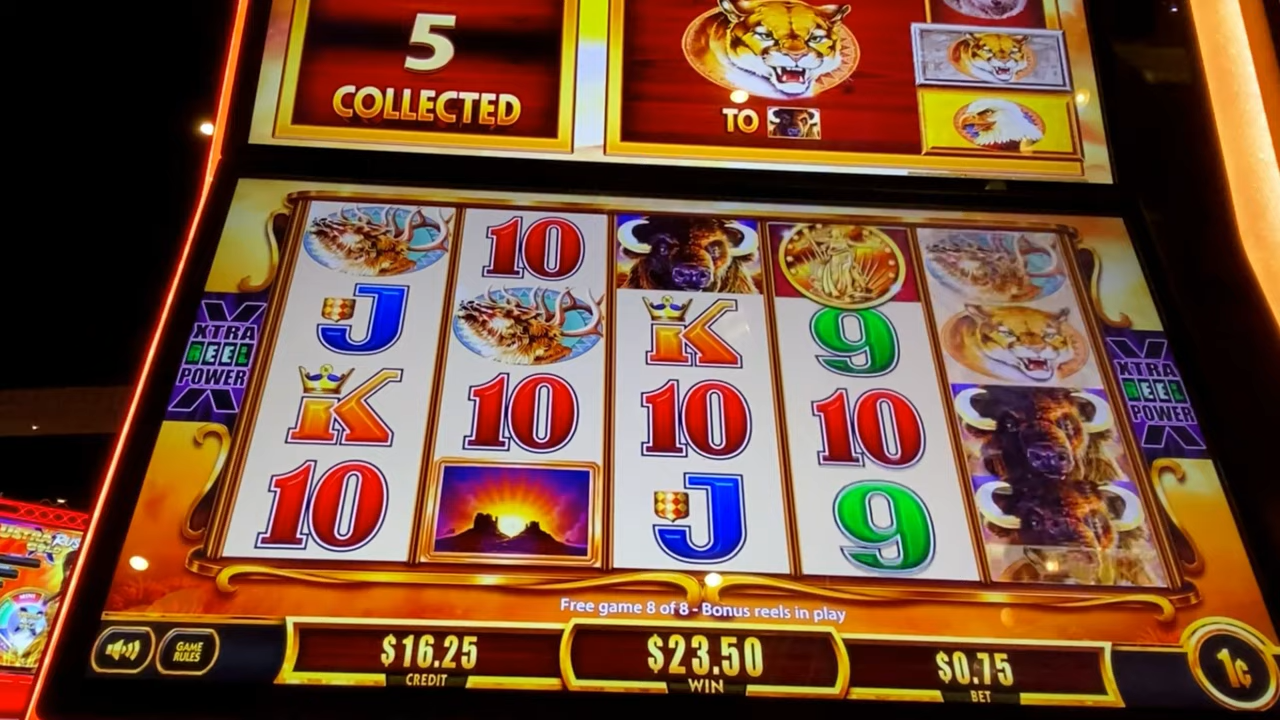 5
COLLECTED
TO
10
J
K
9
XTRA
REEL
POWER
XTRA
REEL
POWER
K
10
10
10
10
J
9
Free game 8 of 8 - Bonus reels in play
GAME
RULES
$16.25
CREDIT
$23.50
WIN
$0.75
BET
1¢